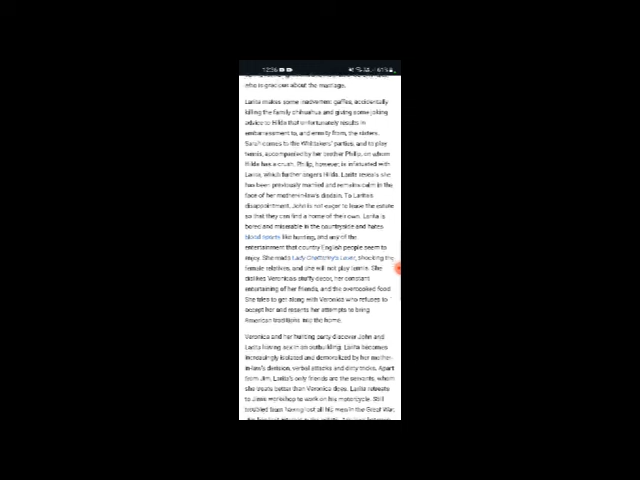 12:36
who is gracious about the marriage.
Larita makes some inadvertent gaffes, accidentally
killing the family chihuahua and giving some joking
advice to Hilda that unfortunately results in
embarrassment to, and enmity from, the sisters.
Sarah comes to the Whittakers' parties, and to play
tennis, accompanied by her brother Philip, on whom
Hilda has a crush. Philip, however, is infatuated with
Larita, which further angers Hilda. Larita reveals she
has been previously married and remains calm in the
face of her mother-in-law's disdain. To Larita's
disappointment, John is not eager to leave the estate
so that they can find a home of their own. Larita is
bored and miserable in the countryside and hates
blood sports like hunting, and any of the
entertainment that country English people seem to
enjoy. She reads Lady Chatterley's Lover, shocking the
female relatives, and she will not play tennis. She
dislikes Veronica's stuffy decor, her constant
entertaining of her friends, and the overcooked food.
She tries to get along with Veronica who refuses to
accept her and resents her attempts to bring
American traditions into the home.
Veronica and her hunting party discover John and
Larita having sex in an outbuilding. Larita becomes
increasingly isolated and demoralized by her mother-
in-law's derision, verbal attacks and dirty tricks. Apart
from Jim, Larita's only friends are the servants, whom
she treats better than Veronica does. Larita retreats
to Jim's workshop to work on his motorcycle. Still
troubled from having lost all his men in the Great War,